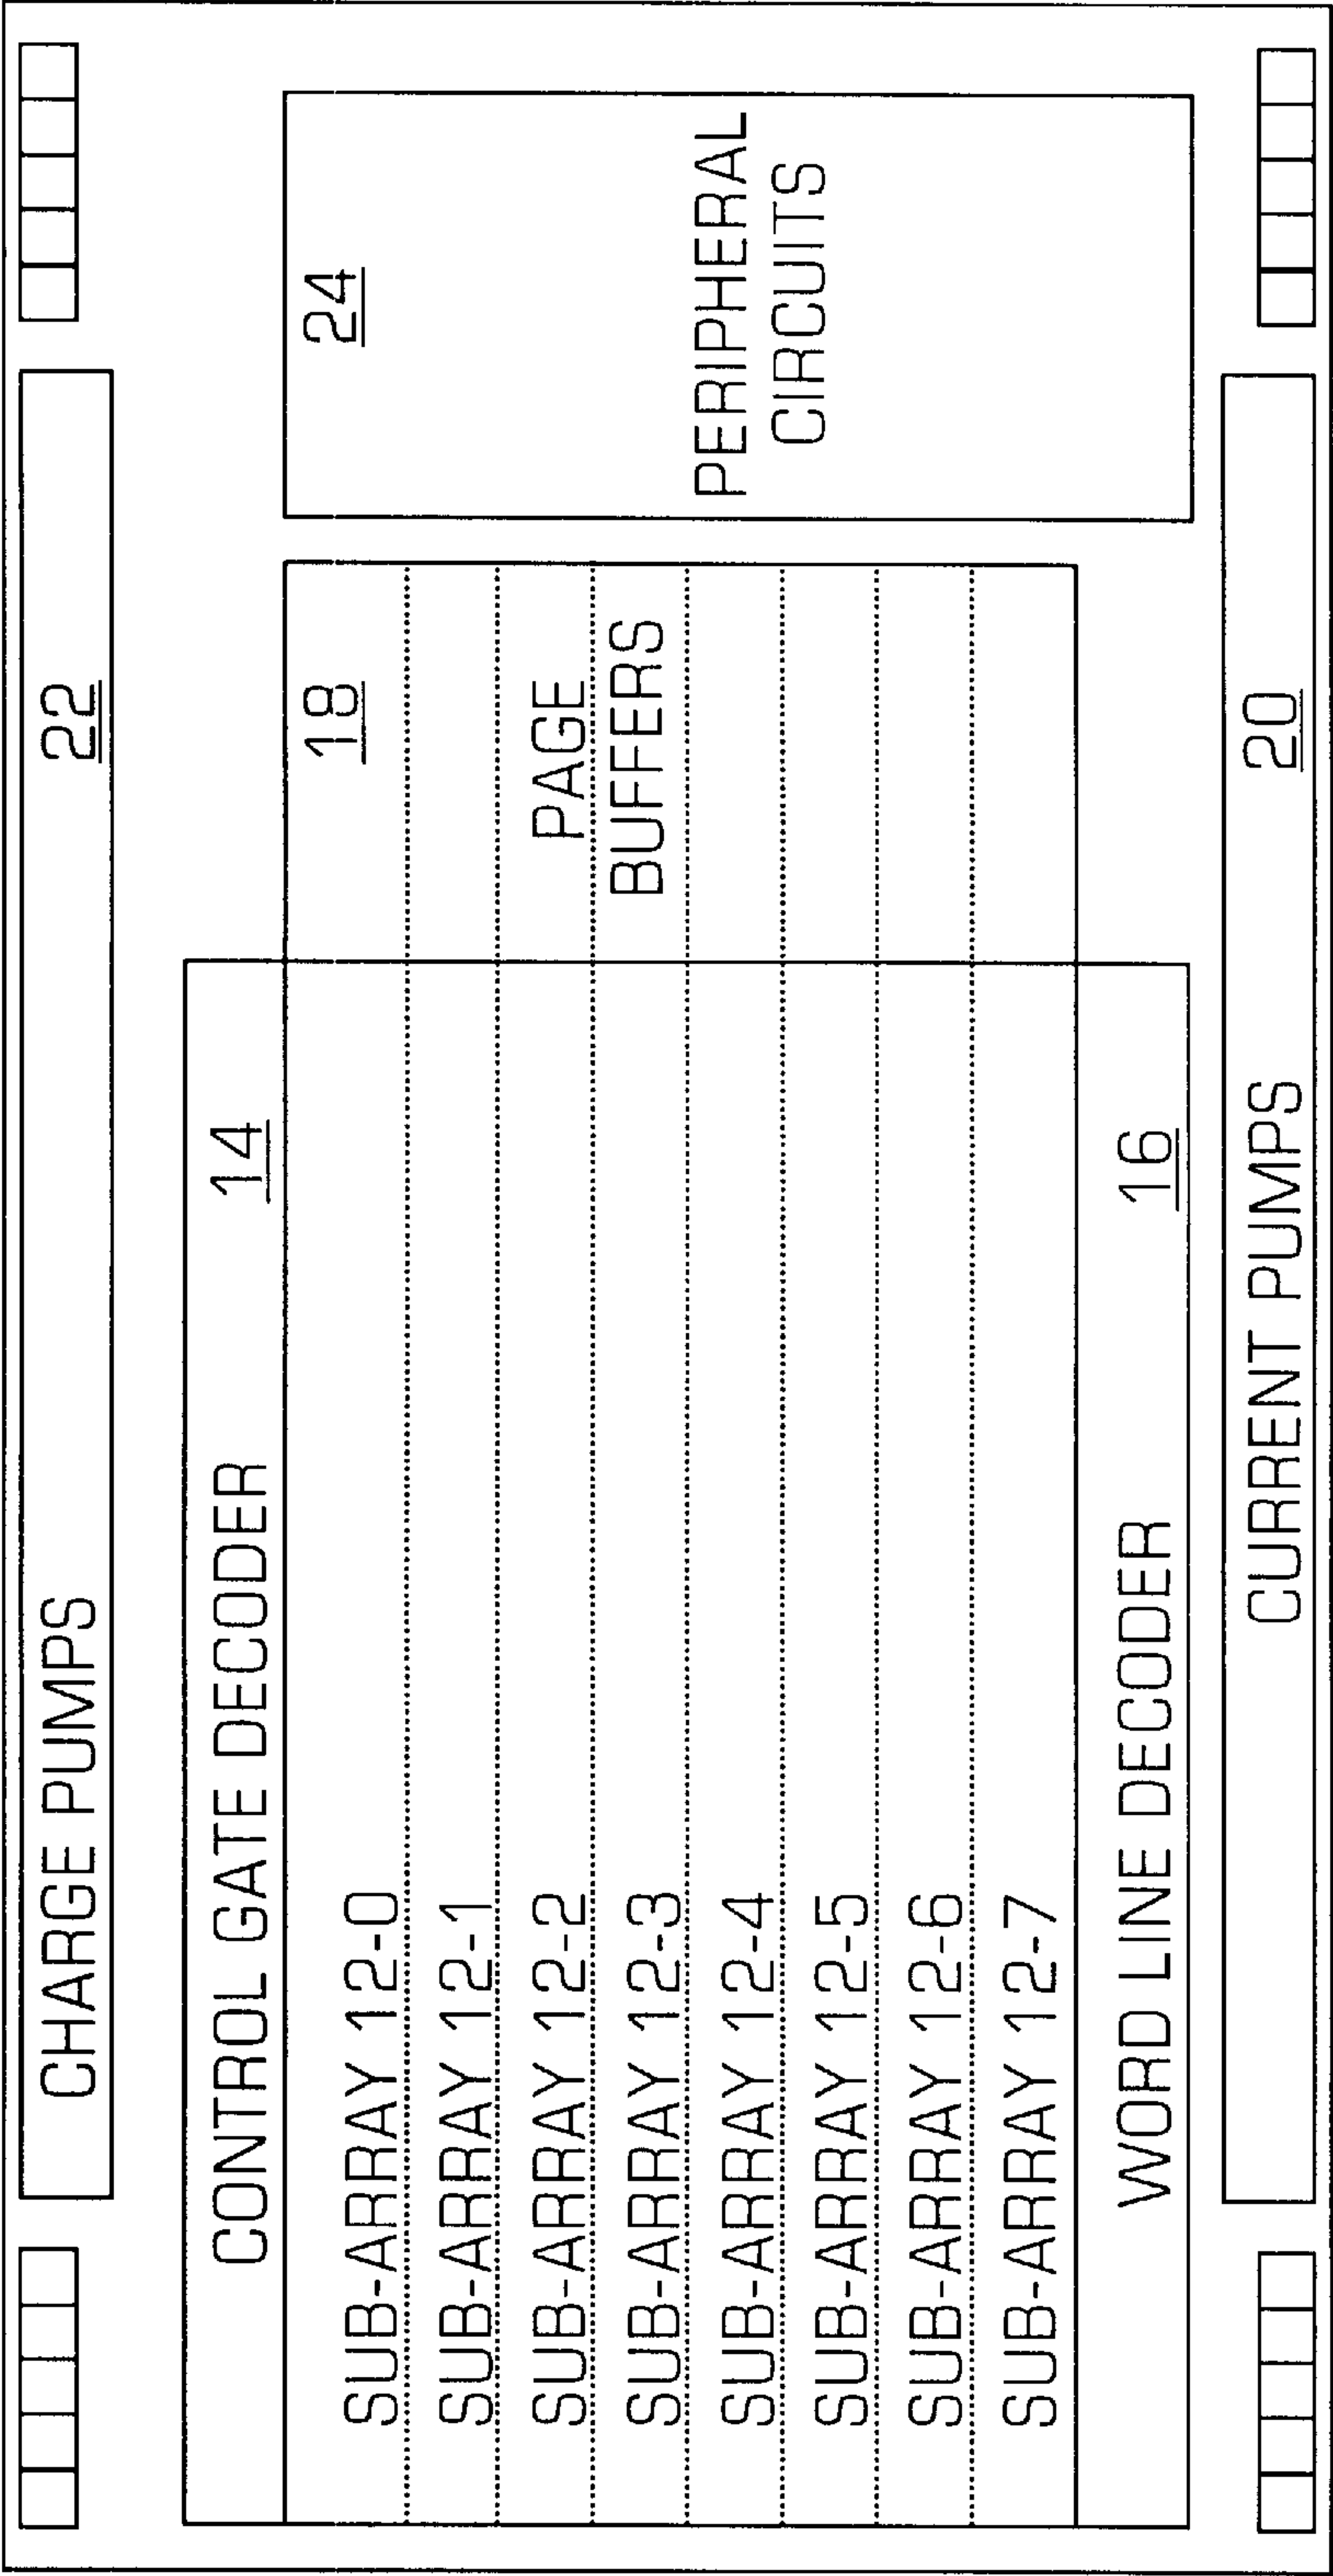 CHARGE PUMPS 22
CONTROL GATE DECODER 14
SUB-ARRAY 12-0
SUB-ARRAY 12-1
SUB-ARRAY 12-2
SUB-ARRAY 12-3
SUB-ARRAY 12-4
SUB-ARRAY 12-5
SUB-ARRAY 12-6
SUB-ARRAY 12-7
18
PAGE
BUFFERS
24
PERIPHERAL
CIRCUITS
WORD LINE DECODER 16
CURRENT PUMPS 20